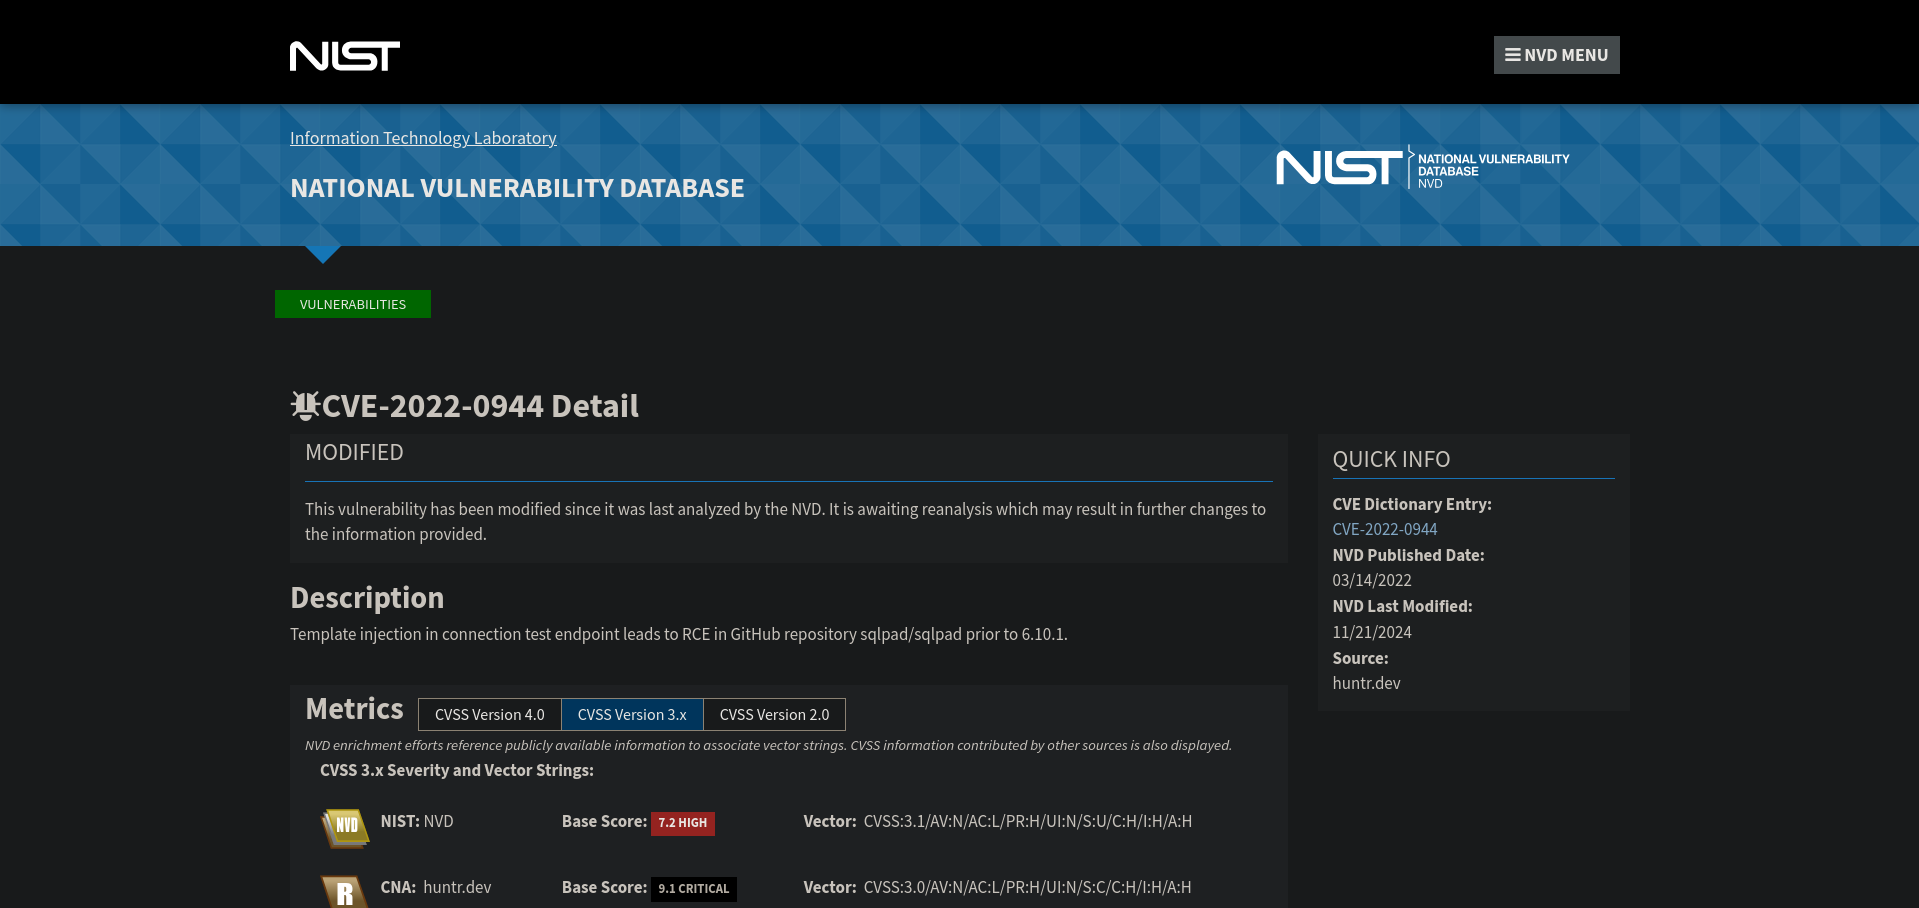 NIST
NVD MENU
Information Technology Laboratory
NATIONAL VULNERABILITY DATABASE
NIST
NATIONAL VULNERABILITY
DATABASE
NVD
VULNERABILITIES
CVE-2022-0944 Detail
MODIFIED
This vulnerability has been modified since it was last analyzed by the NVD. It is awaiting reanalysis which may result in further changes to
the information provided.
Description
Template injection in connection test endpoint leads to RCE in GitHub repository sqlpad/sqlpad prior to 6.10.1.
Metrics
CVSS Version 4.0 CVSS Version 3.x CVSS Version 2.0
NVD enrichment efforts reference publicly available information to associate vector strings. CVSS information contributed by other sources is also displayed.
CVSS 3.x Severity and Vector Strings:
NVD NIST: NVD Base Score: 7.2 HIGH Vector: CVSS:3.1/AV:N/AC:L/PR:H/UI:N/S:U/C:H/I:H/A:H
R CNA: huntr.dev Base Score: 9.1 CRITICAL Vector: CVSS:3.0/AV:N/AC:L/PR:H/UI:N/S:C/C:H/I:H/A:H
QUICK INFO
CVE Dictionary Entry:
CVE-2022-0944
NVD Published Date:
03/14/2022
NVD Last Modified:
11/21/2024
Source:
huntr.dev